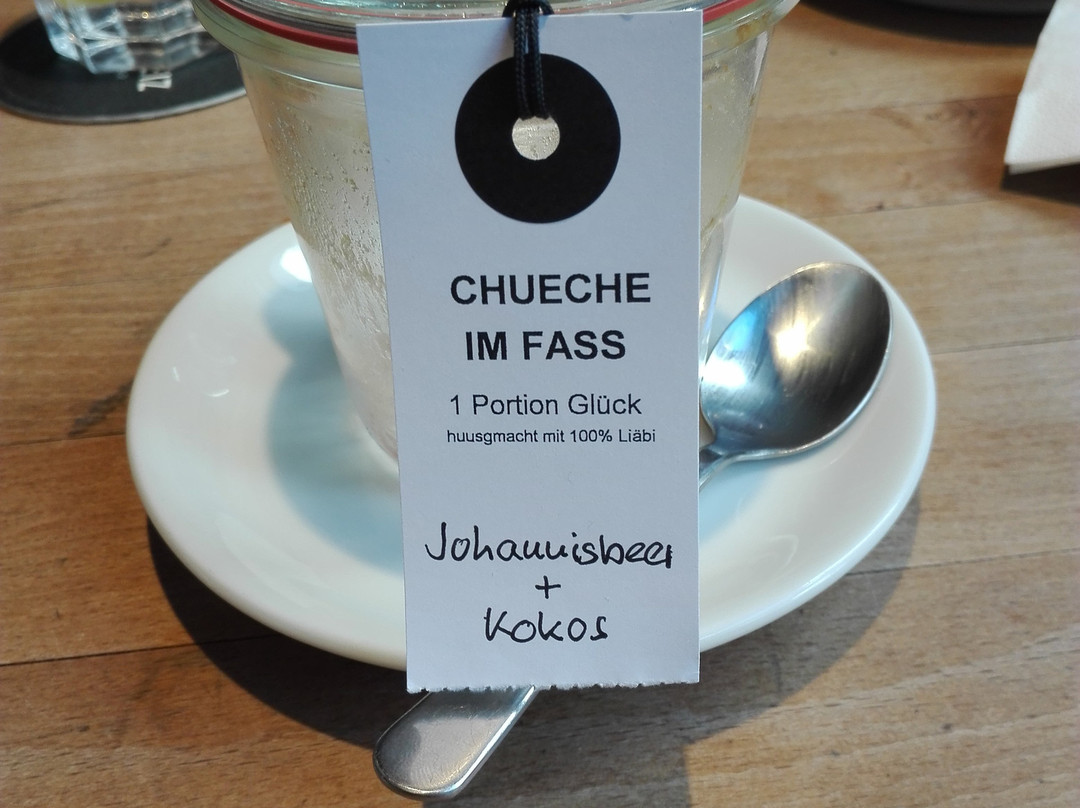 CHUECHE
IM FASS
1 Portion Glück
huusgmacht mit 100% Liäbi
Johannisbeer
+
Kokos